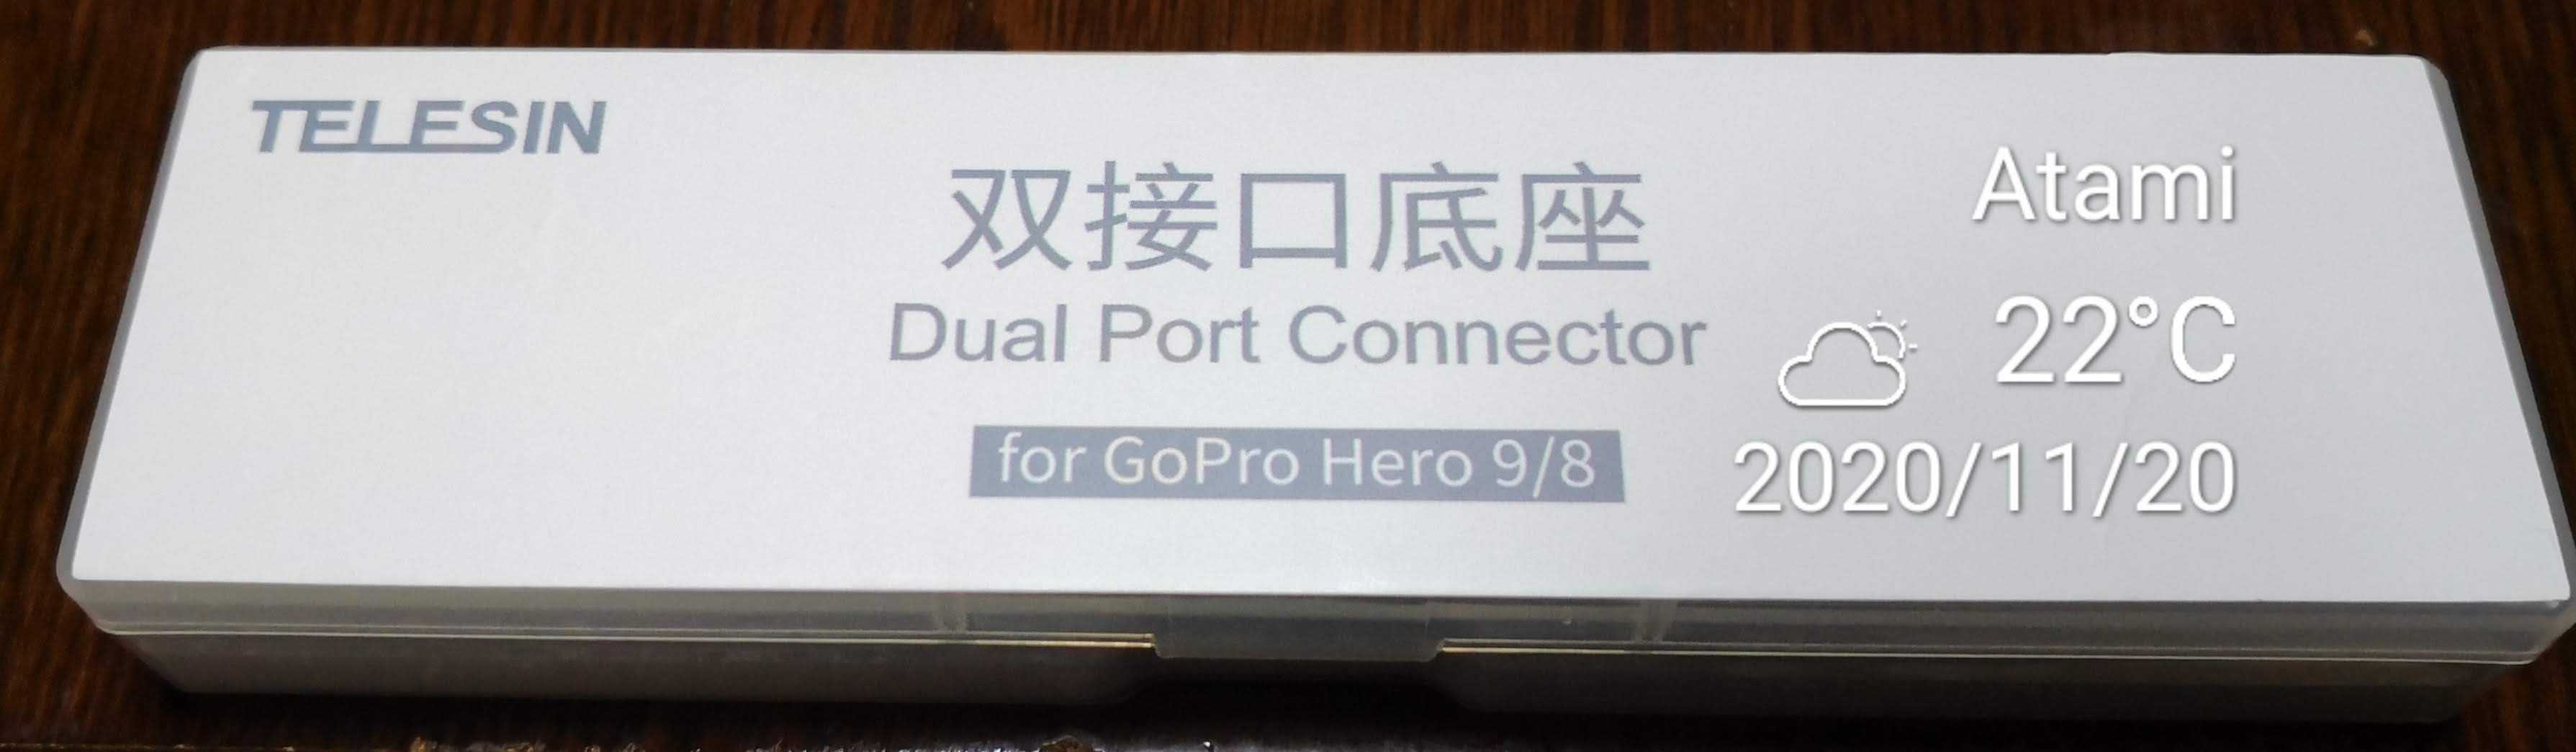 TELESIN
双接口底座
Dual Port Connector
for GoPro Hero 9/8
Atami
22°C
2020/11/20